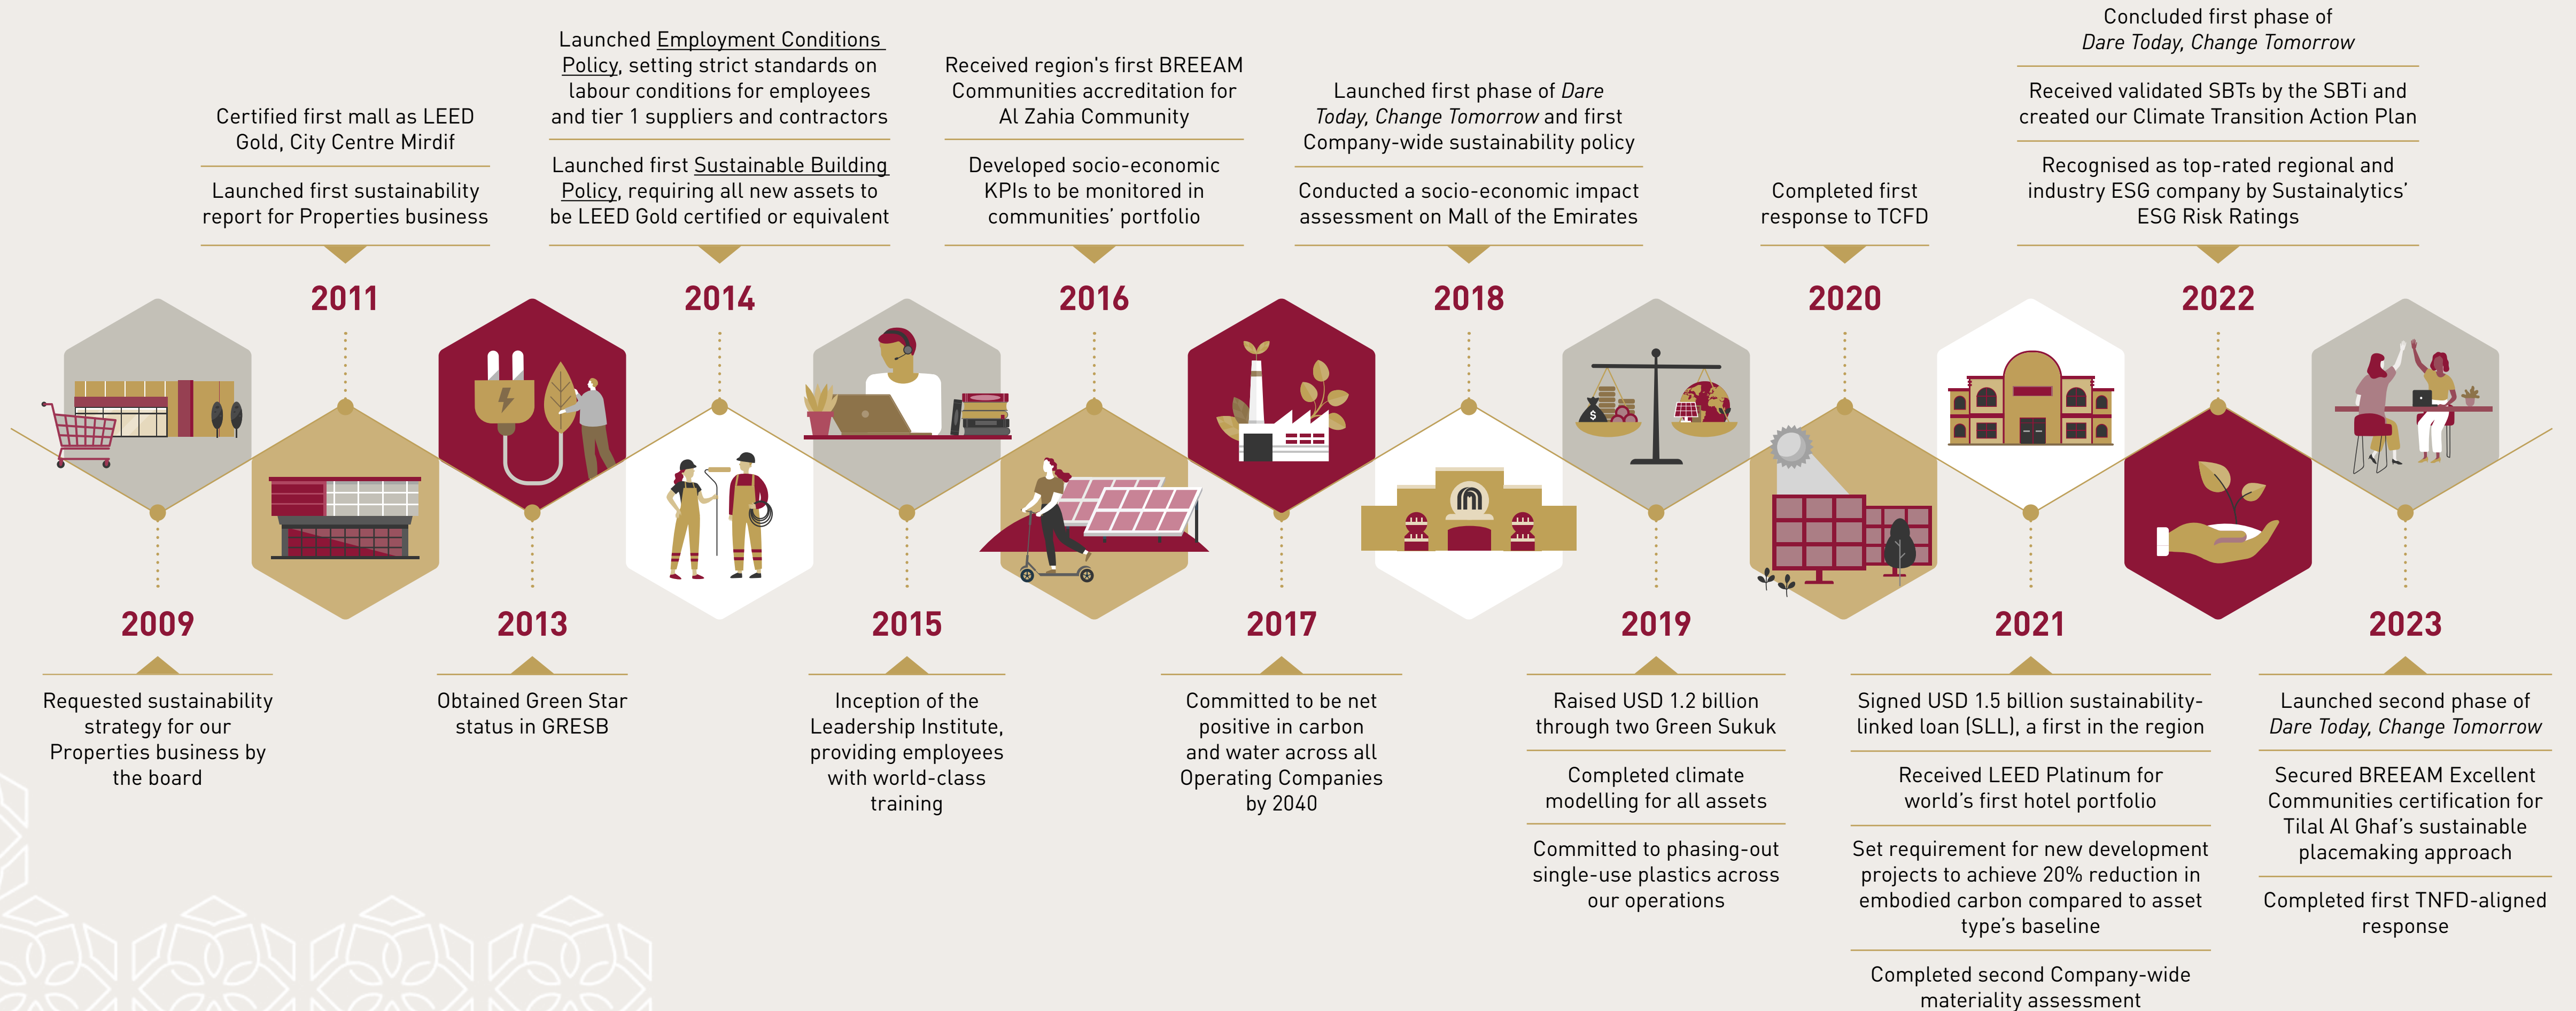 2009
Requested sustainability
strategy for our
Properties business by
the board
Certified first mall as LEED
Gold, City Centre Mirdif
Launched first sustainability
report for Properties business
2011
2013
Obtained Green Star
status in GRESB
Launched Employment Conditions
Policy, setting strict standards on
labour conditions for employees
and tier 1 suppliers and contractors
Launched first Sustainable Building
Policy, requiring all new assets to
be LEED Gold certified or equivalent
2014
2015
Inception of the
Leadership Institute,
providing employees
with world-class
training
Received region's first BREEAM
Communities accreditation for
Al Zahia Community
Developed socio-economic
KPIs to be monitored in
communities’ portfolio
2016
2017
Committed to be net
positive in carbon
and water across all
Operating Companies
by 2040
Launched first phase of Dare
Today, Change Tomorrow and first
Company-wide sustainability policy
Conducted a socio-economic impact
assessment on Mall of the Emirates
2018
$
2019
Raised USD 1.2 billion
through two Green Sukuk
Completed climate
modelling for all assets
Committed to phasing-out
single-use plastics across
our operations
Completed first
response to TCFD
2020
2021
Signed USD 1.5 billion sustainability-
linked loan (SLL), a first in the region
Received LEED Platinum for
world’s first hotel portfolio
Set requirement for new development
projects to achieve 20% reduction in
embodied carbon compared to asset
type’s baseline
Completed second Company-wide
materiality assessment
Concluded first phase of
Dare Today, Change Tomorrow
Received validated SBTs by the SBTi and
created our Climate Transition Action Plan
Recognised as top-rated regional and
industry ESG company by Sustainalytics’
ESG Risk Ratings
2022
2023
Launched second phase of
Dare Today, Change Tomorrow
Secured BREEAM Excellent
Communities certification for
Tilal Al Ghaf’s sustainable
placemaking approach
Completed first TNFD-aligned
response